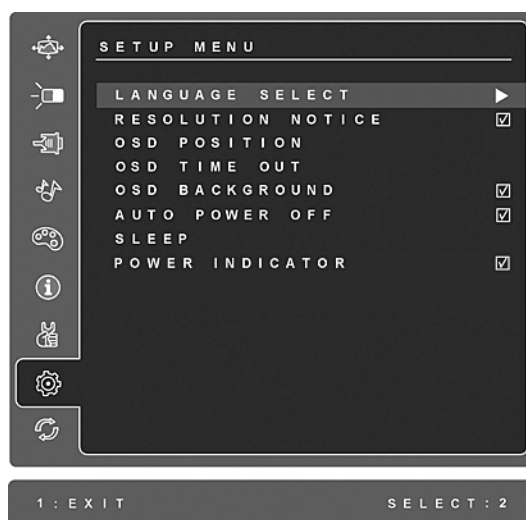 SETUP MENU
LANGUAGE SELECT
RESOLUTION NOTICE
OSD POSITION
OSD TIME OUT
OSD BACKGROUND
AUTO POWER OFF
SLEEP
POWER INDICATOR
1:EXIT SELECT:2